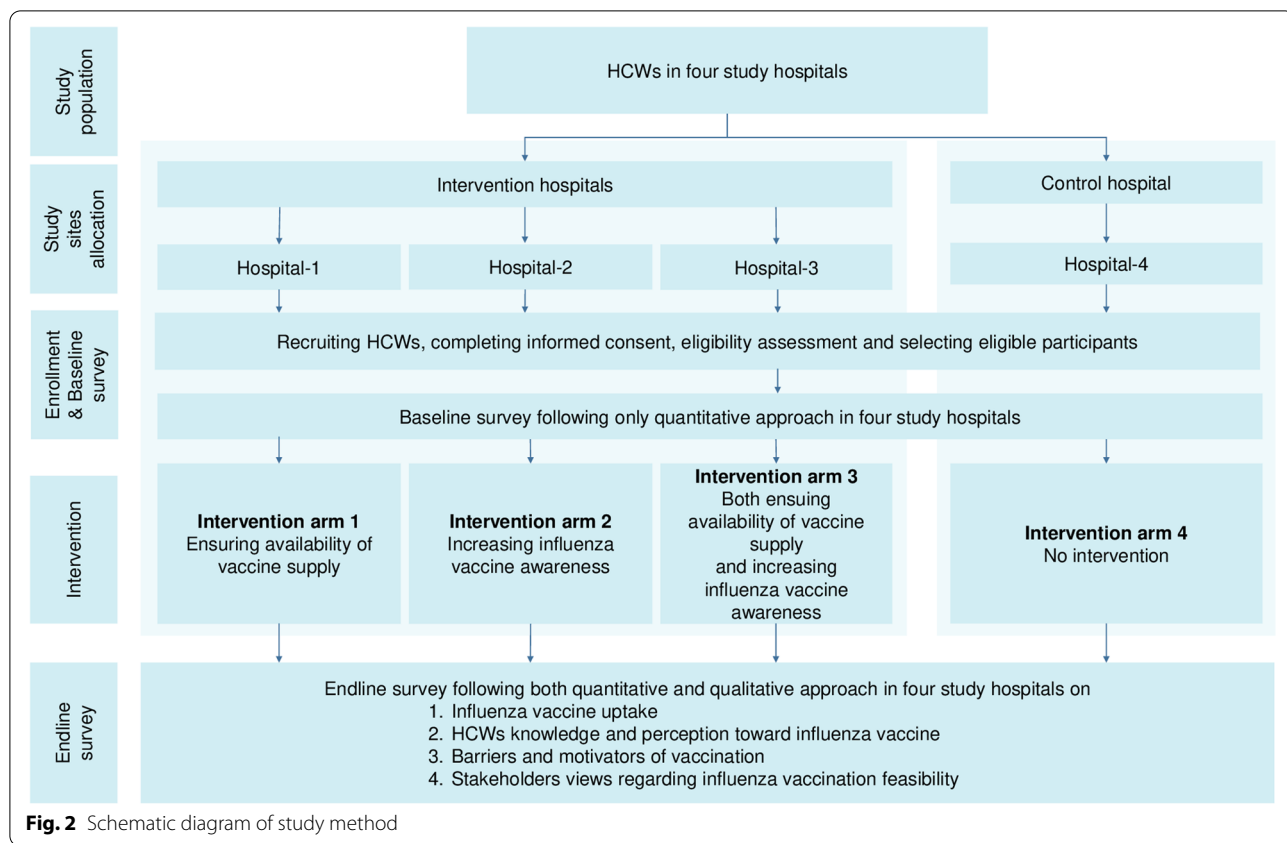 Study
population
HCWs in four study hospitals
Study
sites
allocation
Intervention hospitals
Control hospital
Hospital-1
Hospital-2
Hospital-3
Hospital-4
Enrollment
& Baseline
survey
Recruiting HCWs, completing informed consent, eligibility assessment and selecting eligible participants
Baseline survey following only quantitative approach in four study hospitals
Intervention
Intervention arm 1
Ensuring availability of
vaccine supply
Intervention arm 2
Increasing influenza
vaccine awareness
Intervention arm 3
Both ensuing
availability of vaccine
supply
and increasing
influenza vaccine
awareness
Intervention arm 4
No intervention
Endline
survey
Endline survey following both quantitative and qualitative approach in four study hospitals on
1. Influenza vaccine uptake
2. HCWs knowledge and perception toward influenza vaccine
3. Barriers and motivators of vaccination
4. Stakeholders views regarding influenza vaccination feasibility
Fig. 2 Schematic diagram of study method